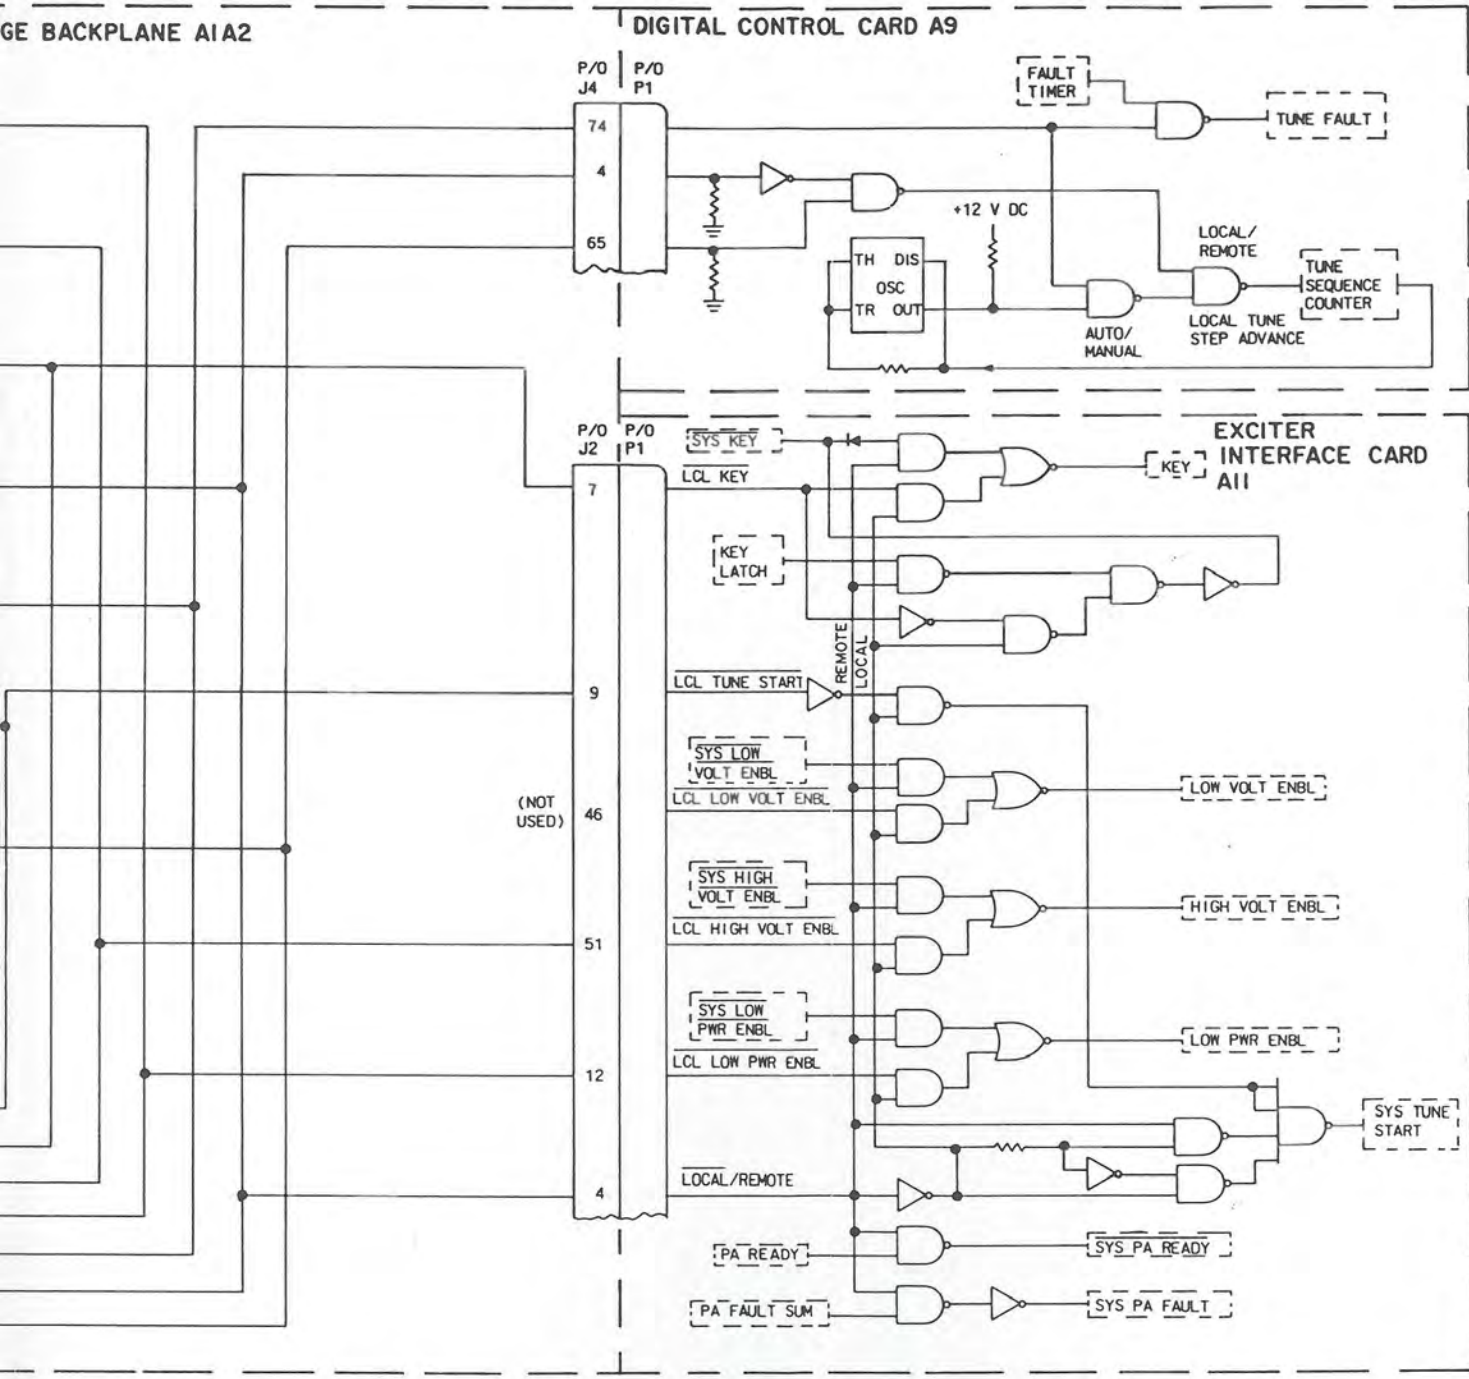 GE BACKPLANE A1A2
DIGITAL CONTROL CARD A9
P/O
J4
P/O
P1
74
4
65
FAULT
TIMER
TUNE FAULT
+12 V DC
TH DIS
OSC
TR OUT
LOCAL/
REMOTE
TUNE
SEQUENCE
COUNTER
AUTO/
MANUAL
LOCAL TUNE
STEP ADVANCE
P/O
J2
P/O
P1
EXCITER
INTERFACE CARD
A11
SYS KEY
LCL KEY
KEY
7
KEY
LATCH
REMOTE
LOCAL
9
LCL TUNE START
SYS LOW
VOLT ENBL
LOW VOLT ENBL
(NOT
USED)
46
LCL LOW VOLT ENBL
SYS HIGH
VOLT ENBL
HIGH VOLT ENBL
51
LCL HIGH VOLT ENBL
SYS LOW
PWR ENBL
LOW PWR ENBL
12
LCL LOW PWR ENBL
SYS TUNE
START
4
LOCAL/REMOTE
PA READY
SYS PA READY
PA FAULT SUM
SYS PA FAULT